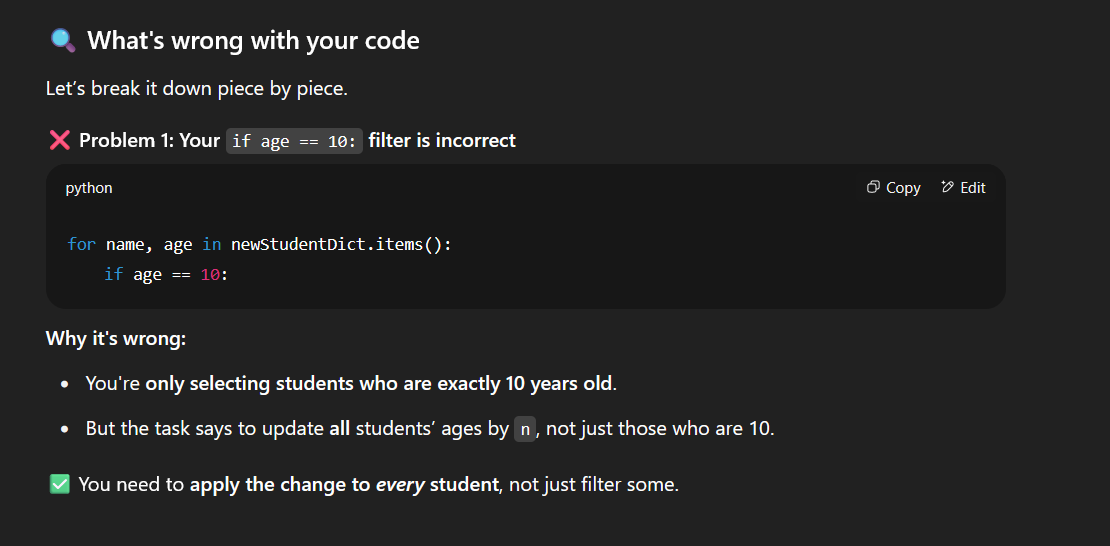 🔍 What's wrong with your code
Let’s break it down piece by piece.
❌ Problem 1: Your if age == 10: filter is incorrect
python
Copy
Edit
for name, age in newStudentDict.items():
    if age == 10:
Why it's wrong:
• You're only selecting students who are exactly 10 years old.
• But the task says to update all students’ ages by n, not just those who are 10.
✅ You need to apply the change to every student, not just filter some.